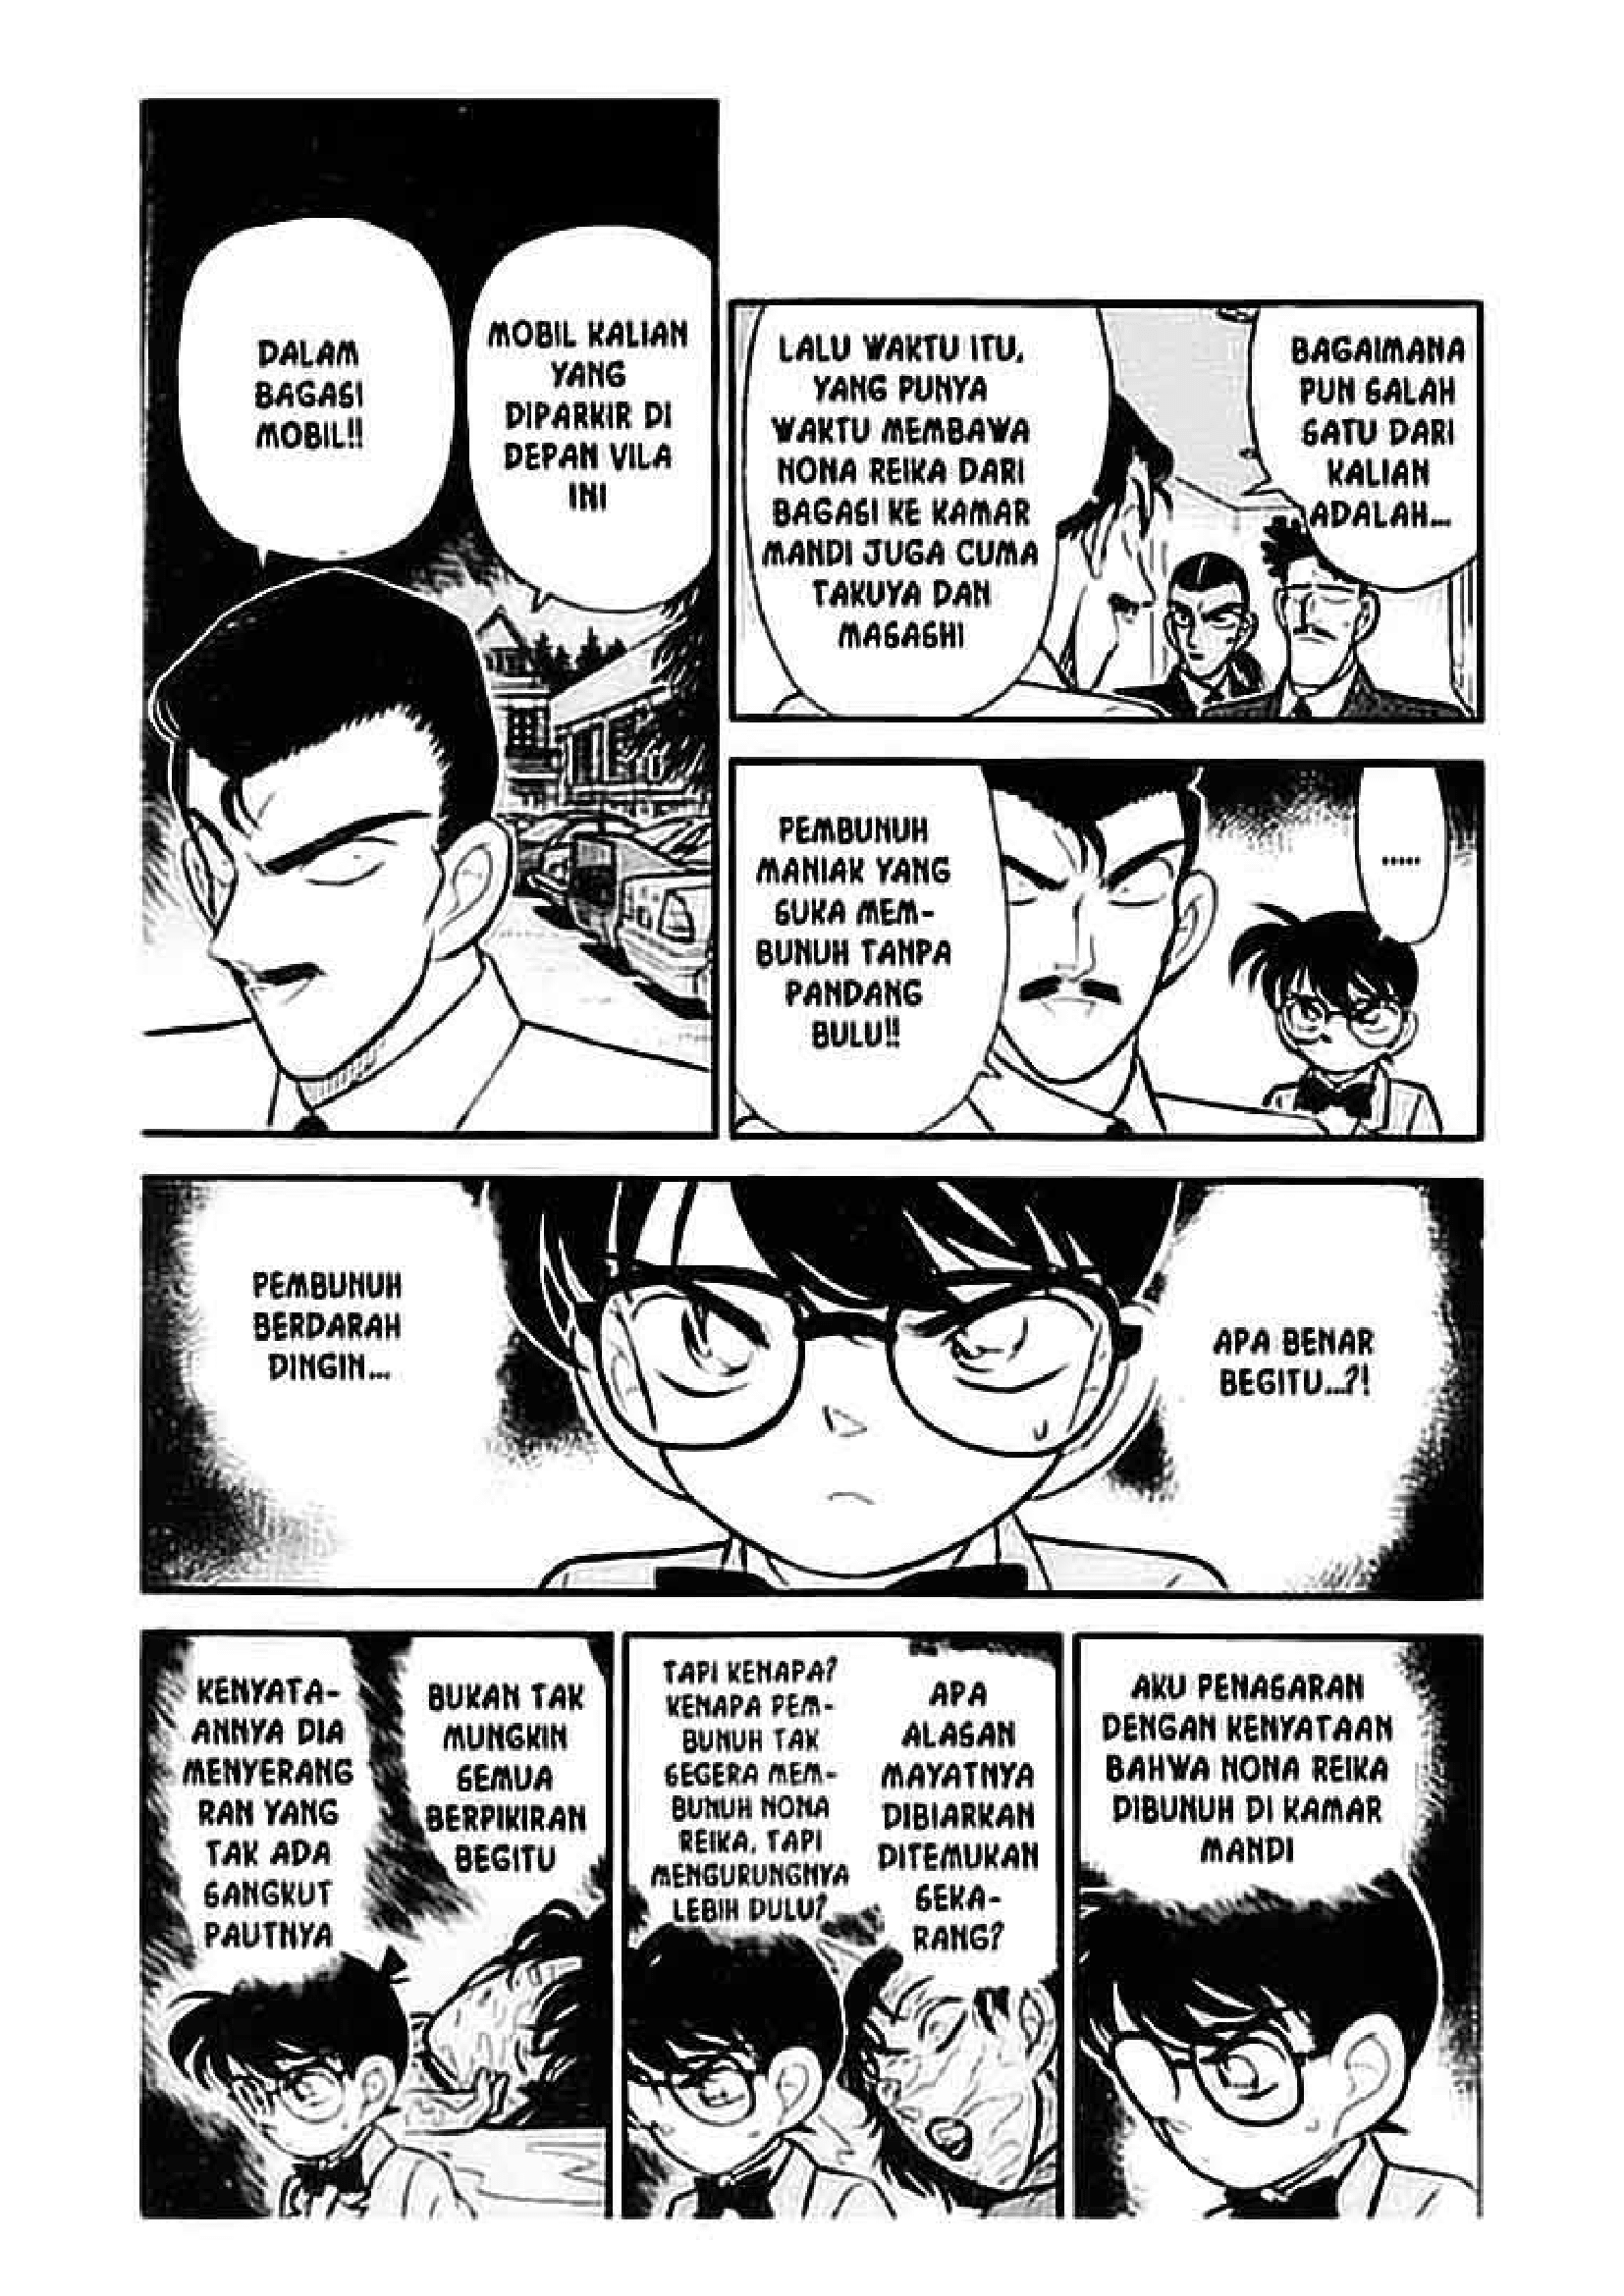 MOBIL KALIAN
YANG
DIPARKIR DI
DEPAN VILA
INI
DALAM
BAGASI
MOBIL!!
LALU WAKTU ITU,
YANG PUNYA
WAKTU MEMBAWA
NONA REIKA DARI
BAGASI KE KAMAR
MANDI JUGA CUMA
TAKUYA DAN
MASASHI
BAGAIMANA
PUN SALAH
SATU DARI
KALIAN
ADALAH...
PEMBUNUH
MANIAK YANG
SUKA MEM-
BUNUH TANPA
PANDANG
BULU!!
.....
APA BENAR
BEGITU...?!
PEMBUNUH
BERDARAH
DINGIN...
AKU PENASARAN
DENGAN KENYATAAN
BAHWA NONA REIKA
DIBUNUH DI KAMAR
MANDI
APA
ALASAN
MAYATNYA
DIBIARKAN
DITEMUKAN
SEKA-
RANG?
TAPI KENAPA?
KENAPA PEM-
BUNUH TAK
SEGERA MEM-
BUNUH NONA
REIKA, TAPI
MENGURUNGNYA
LEBIH DULU?
BUKAN TAK
MUNGKIN
SEMUA
BERPIKIRAN
BEGITU
KENYATA-
ANNYA DIA
MENYERANG
RAN YANG
TAK ADA
SANGKUT
PAUTNYA